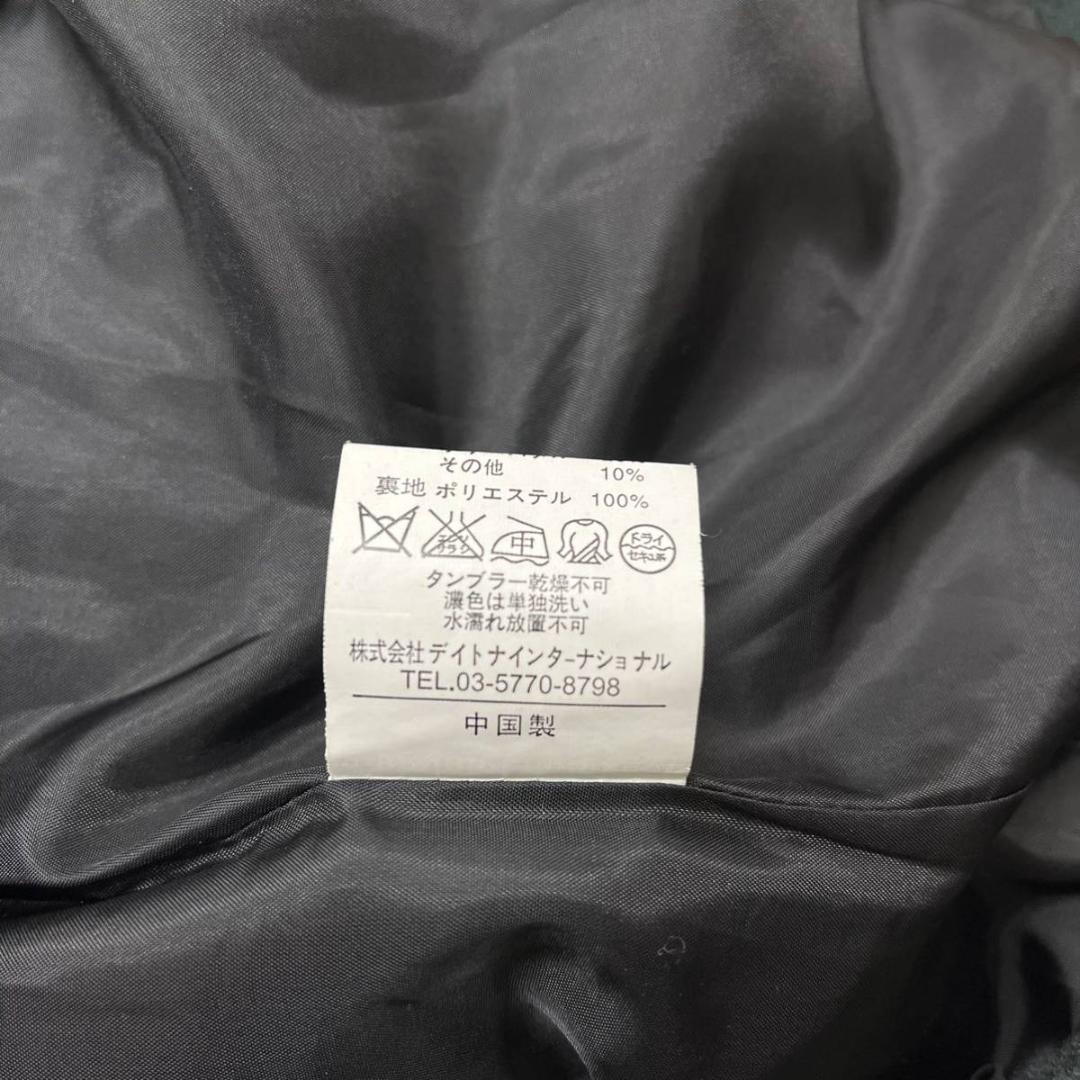 その他 10%
裏地 ポリエステル 100%
中 ドライ
セキユ系
タンブラー乾燥不可
濃色は単独洗い
水濡れ放置不可
株式会社デイトナインターナショナル
TEL.03-5770-8798
中国製